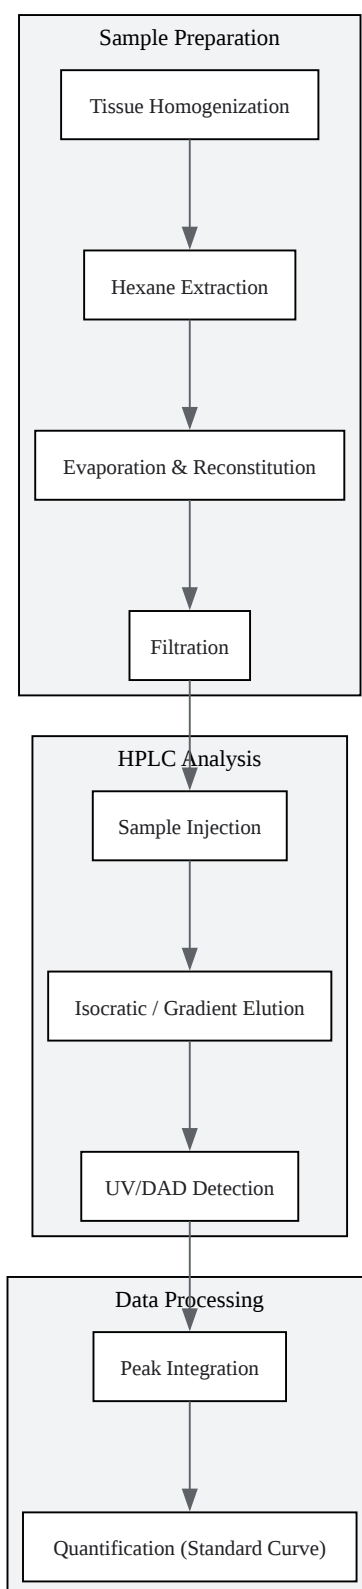 Sample Preparation
Tissue Homogenization
Hexane Extraction
Evaporation & Reconstitution
Filtration
HPLC Analysis
Sample Injection
Isocratic / Gradient Elution
UV/DAD Detection
Data Processing
Peak Integration
Quantification (Standard Curve)